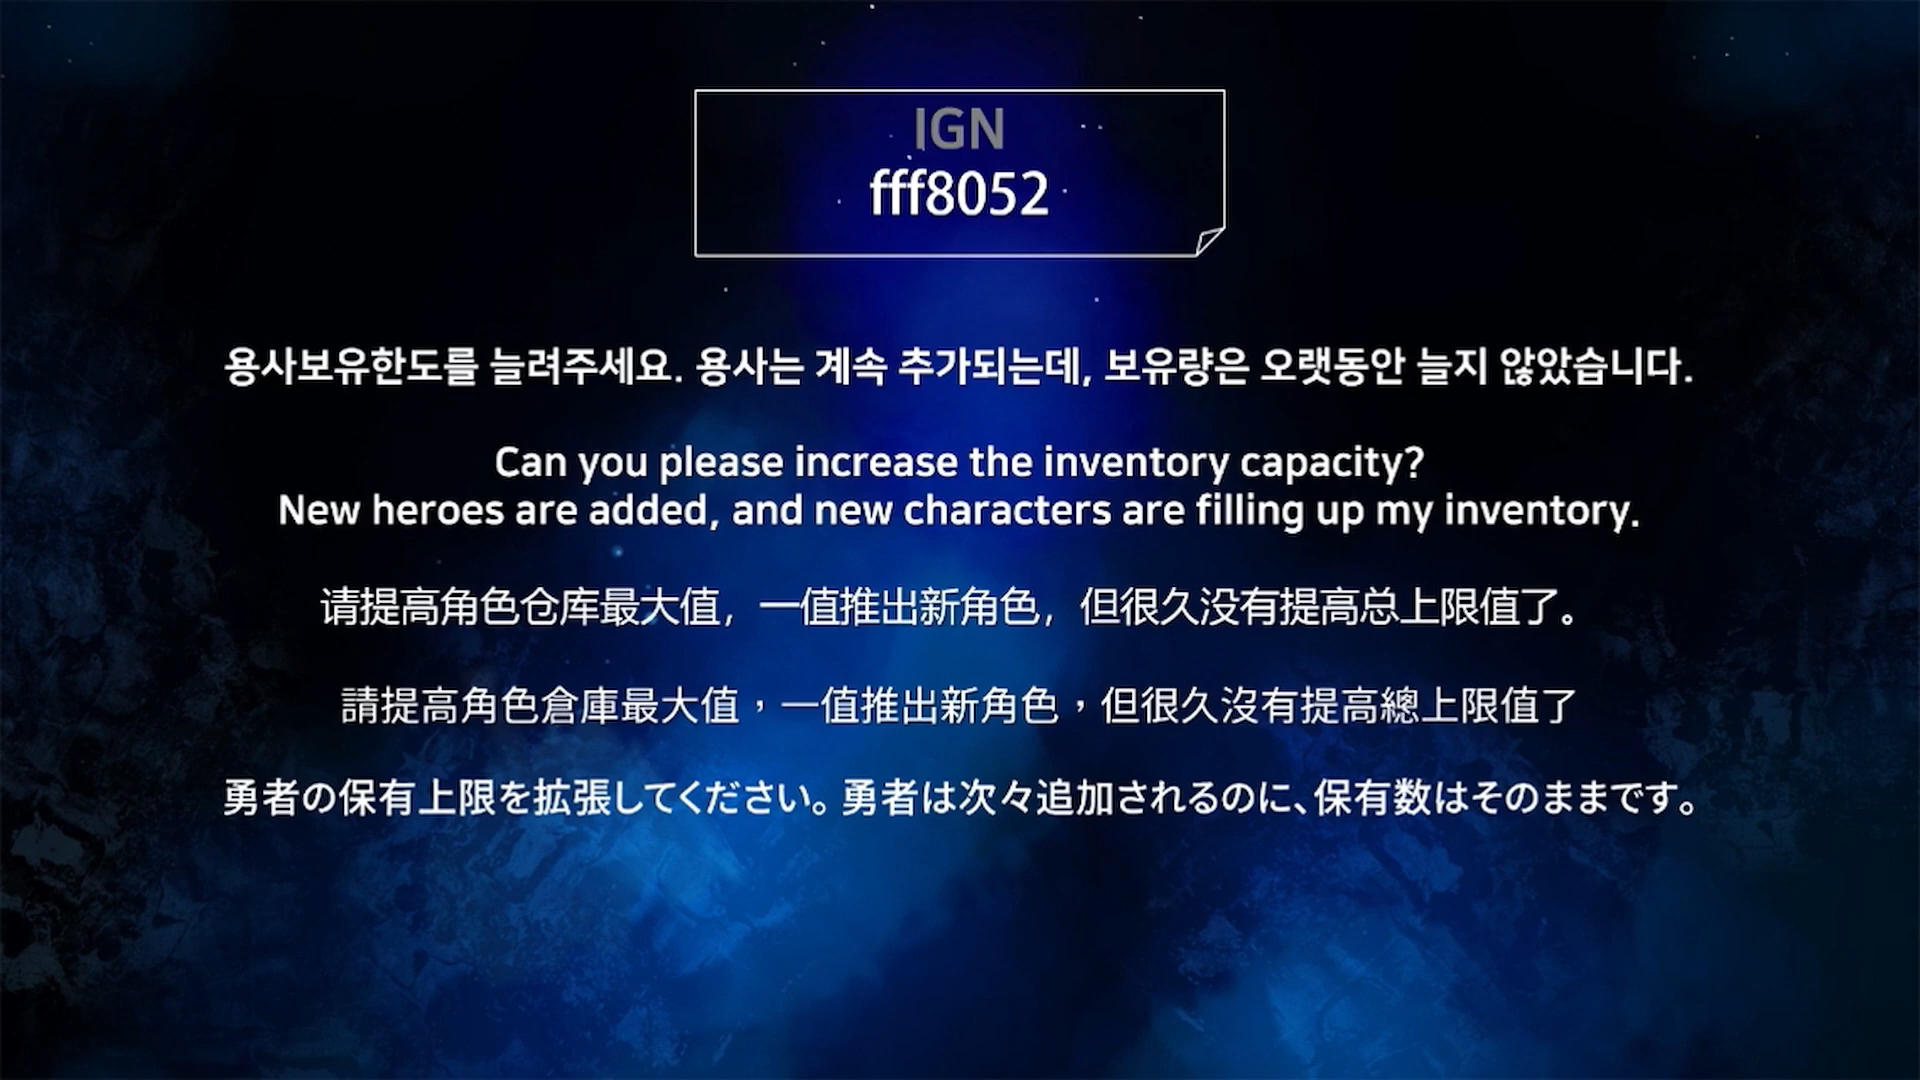 IGN
fff8052
용사보유한도를 늘려주세요. 용사는 계속 추가되는데, 보유량은 오랫동안 늘지 않았습니다.
Can you please increase the inventory capacity?
New heroes are added, and new characters are filling up my inventory.
请提高角色仓库最大值，一值推出新角色，但很久没有提高总上限值了。
請提高角色倉庫最大值，一值推出新角色，但很久沒有提高總上限值了
勇者の保有上限を拡張してください。勇者は次々追加されるのに、保有数はそのままです。